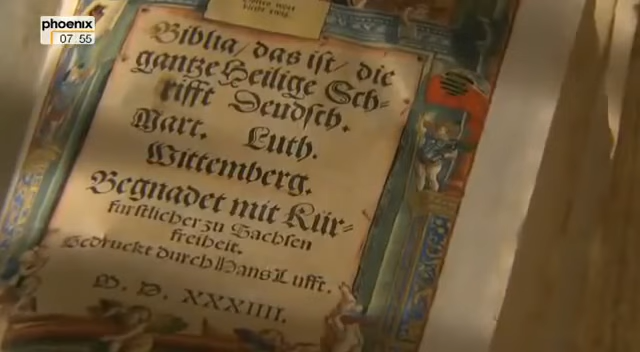 phoenix
07:55
Biblia/ das ist/ die
gantze Heilige Sch=
rifft Deudsch.
Mart. Luth.
Wittemberg.
Begnadet mit Kür=
fürstlicher zu Sachsen
freiheit.
Gedruckt durch Hans Lufft.
M. D. XXXIIII.